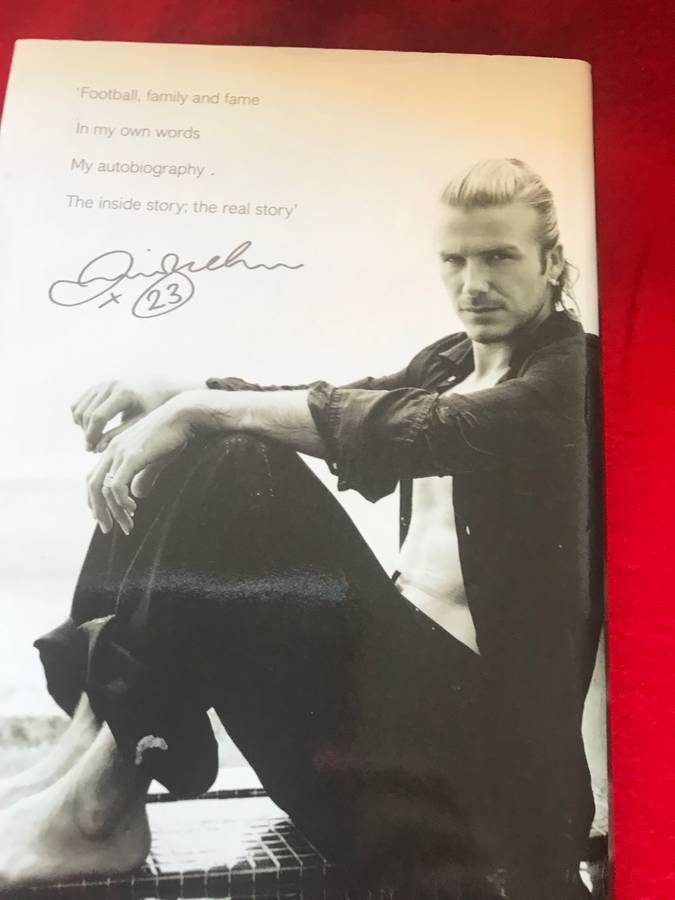 'Football, family and fame
In my own words
My autobiography .
The inside story; the real story'
x 23